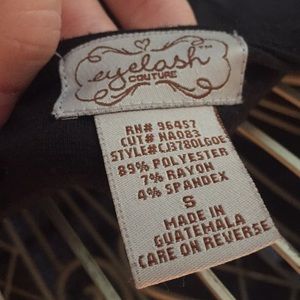 eyelash™
COUTURE
RN# 96457
CUT# NA083
STYLE# CJ3780LGOE
89% POLYESTER
7% RAYON
4% SPANDEX
S
MADE IN
GUATEMALA
CARE ON REVERSE